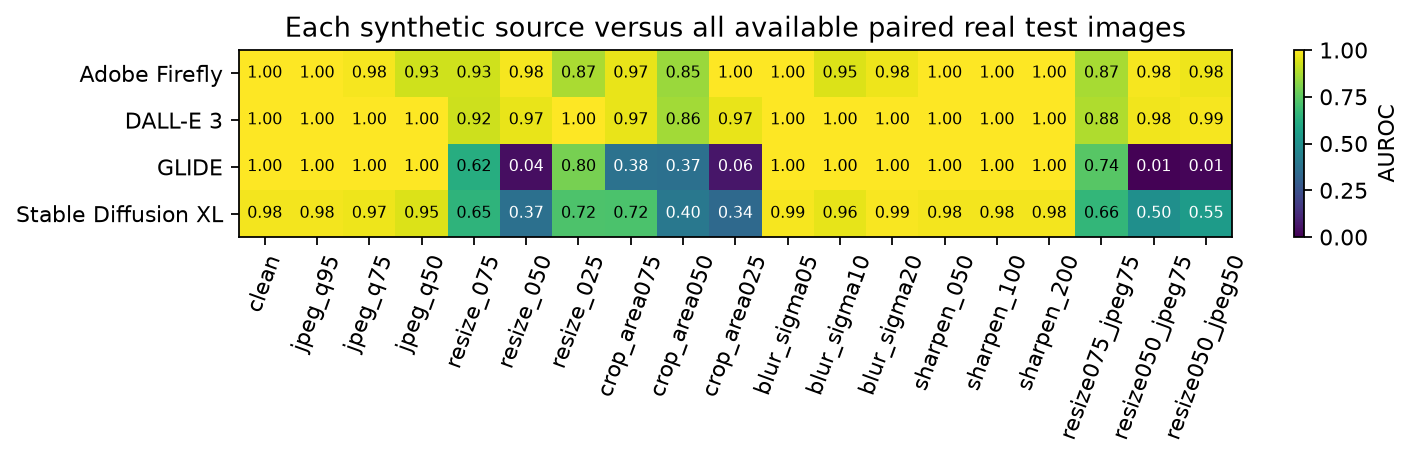 Each synthetic source versus all available paired real test images
Adobe Firefly 1.00 1.00 0.98 0.93 0.93 0.98 0.87 0.97 0.85 1.00 1.00 0.95 0.98 1.00 1.00 1.00 0.87 0.98 0.98
DALL-E 3 1.00 1.00 1.00 1.00 0.92 0.97 1.00 0.97 0.86 0.97 1.00 1.00 1.00 1.00 1.00 1.00 0.88 0.98 0.99
GLIDE 1.00 1.00 1.00 1.00 0.62 0.04 0.80 0.38 0.37 0.06 1.00 1.00 1.00 1.00 1.00 1.00 0.74 0.01 0.01
Stable Diffusion XL 0.98 0.98 0.97 0.95 0.65 0.37 0.72 0.72 0.40 0.34 0.99 0.96 0.99 0.98 0.98 0.98 0.66 0.50 0.55
clean
jpeg_q95
jpeg_q75
jpeg_q50
resize_075
resize_050
resize_025
crop_area075
crop_area050
crop_area025
blur_sigma05
blur_sigma10
blur_sigma20
sharpen_050
sharpen_100
sharpen_200
resize075_jpeg75
resize050_jpeg75
resize050_jpeg50
1.00
0.75
0.50
0.25
0.00
AUROC